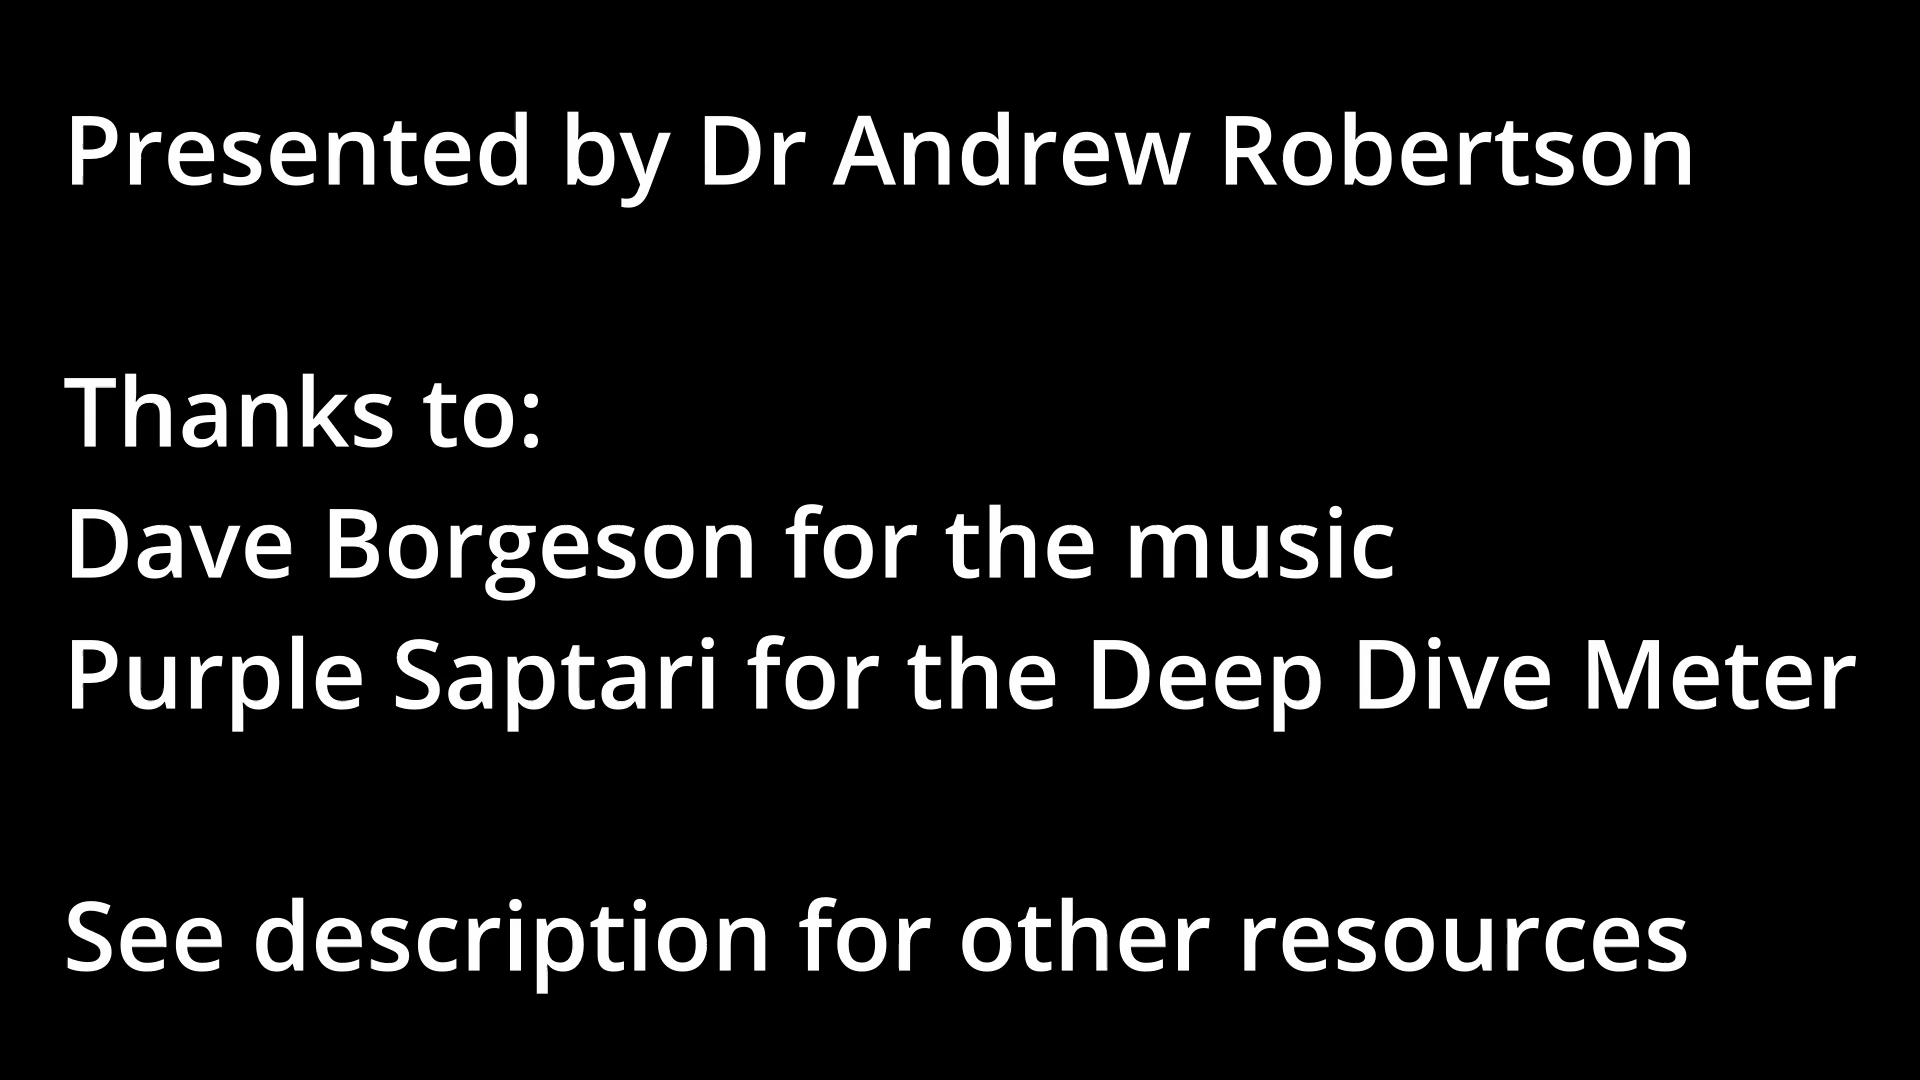 Presented by Dr Andrew Robertson
Thanks to:
Dave Borgeson for the music
Purple Saptari for the Deep Dive Meter
See description for other resources